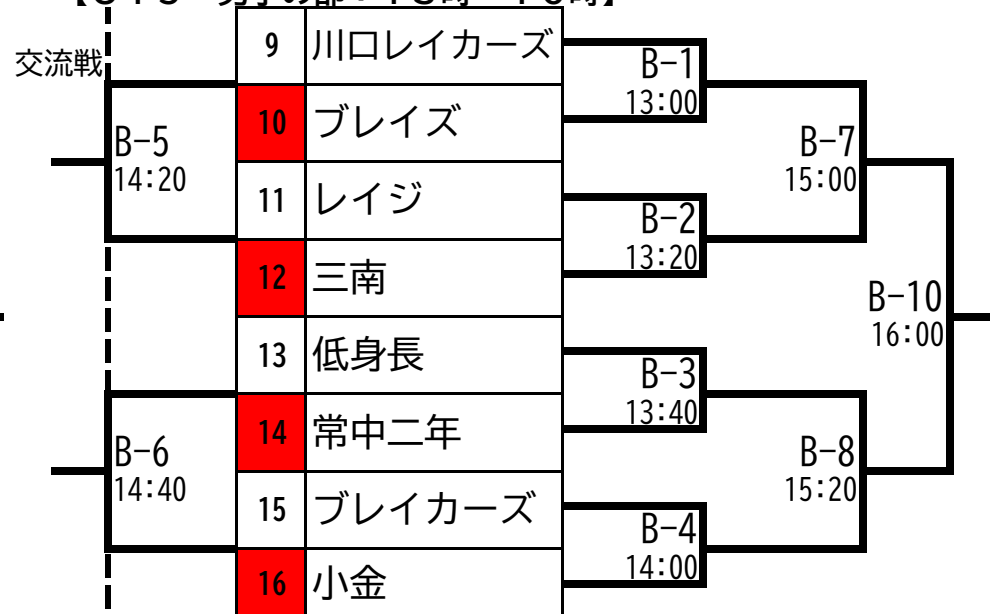 交流戦
9 川口レイカーズ
10 ブレイズ
11 レイジ
12 三南
13 低身長
14 常中二年
15 ブレイカーズ
16 小金
B-5
14:20
B-6
14:40
B-1
13:00
B-2
13:20
B-3
13:40
B-4
14:00
B-7
15:00
B-8
15:20
B-10
16:00